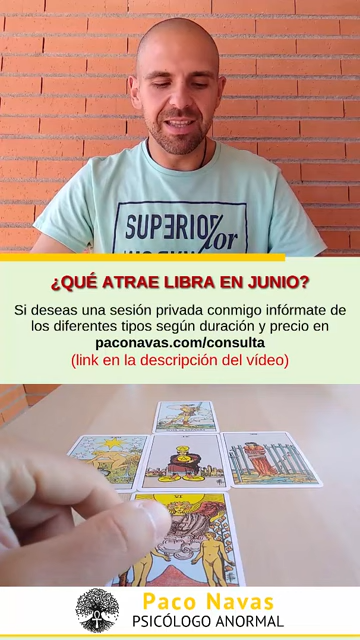 SUPERIOR
¿QUÉ ATRAE LIBRA EN JUNIO?
Si deseas una sesión privada conmigo infórmate de
los diferentes tipos según duración y precio en
paconavas.com/consulta
(link en la descripción del vídeo)
VI
Paco Navas
PSICÓLOGO ANORMAL